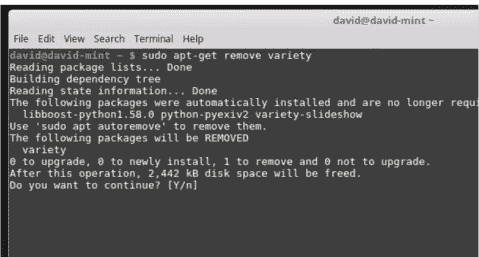 david@david-mint ~
File Edit View Search Terminal Help
david@david-mint ~ $ sudo apt-get remove variety
Reading package lists... Done
Building dependency tree
Reading state information... Done
The following packages were automatically installed and are no longer requi
libboost-python1.58.0 python-pyexiv2 variety-slideshow
Use 'sudo apt autoremove' to remove them.
The following packages will be REMOVED
variety
0 to upgrade, 0 to newly install, 1 to remove and 0 not to upgrade.
After this operation, 2,442 kB disk space will be freed.
Do you want to continue? [Y/n]